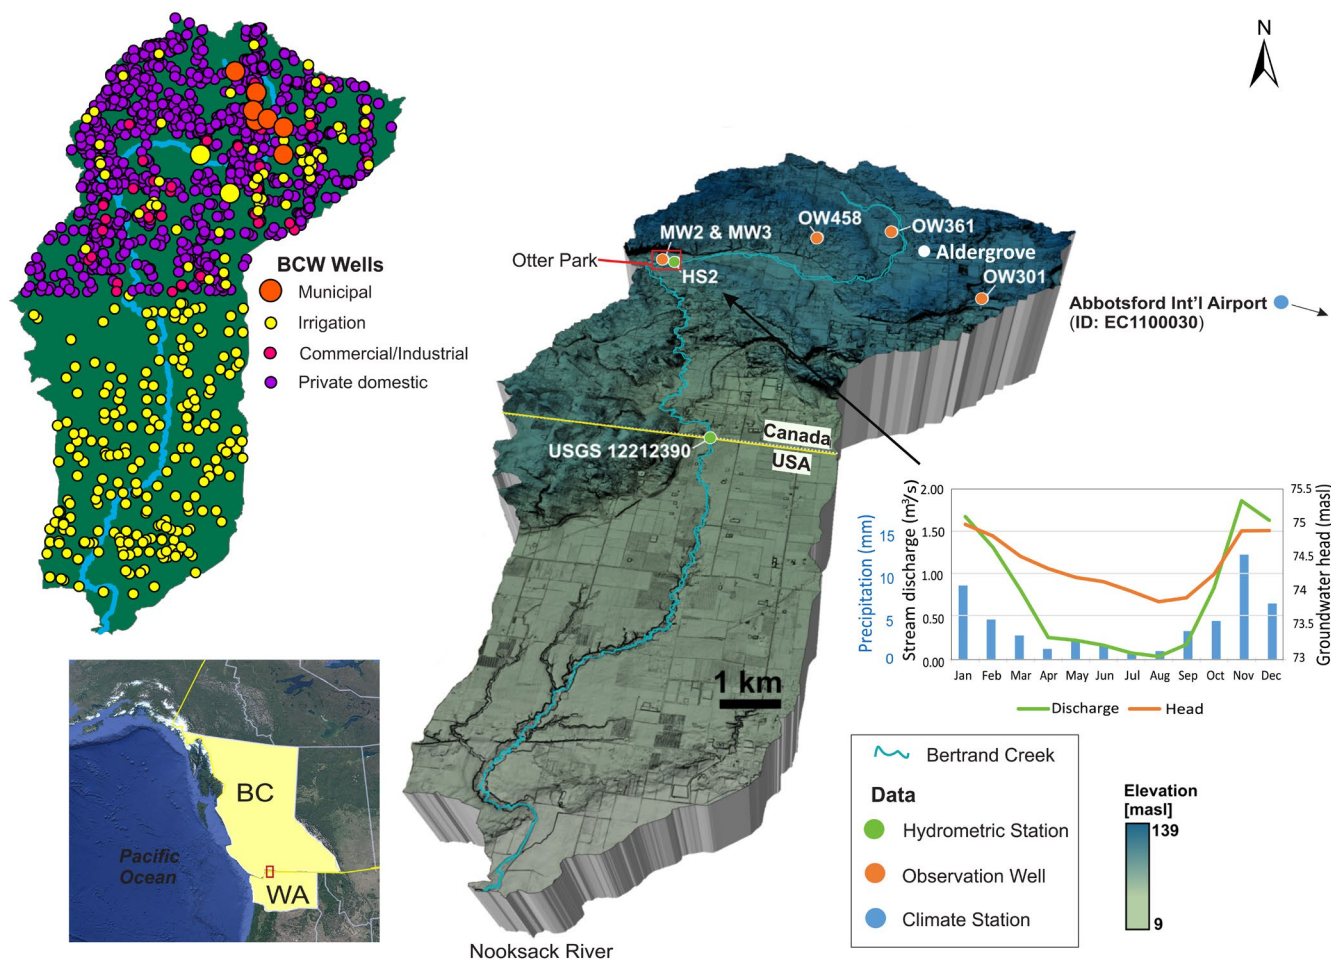 N
BCW Wells
Municipal
Irrigation
Commercial/Industrial
Private domestic
OW458
OW361
MW2 & MW3
Otter Park
HS2
Aldergrove
OW301
Abbotsford Int'l Airport
(ID: EC1100030)
Canada
USA
USGS 12212390
1 km
Nooksack River
BC
WA
Pacific
Ocean
Precipitation (mm)
15
10
5
0
Stream discharge (m³/s)
2.00
1.50
1.00
0.50
0.00
75.5
75
74.5
74
73.5
73
Groundwater head (masl)
Jan Feb Mar Apr May Jun Jul Aug Sep Oct Nov Dec
Discharge Head
Bertrand Creek
Data
Hydrometric Station
Observation Well
Climate Station
Elevation
[masl]
139
9